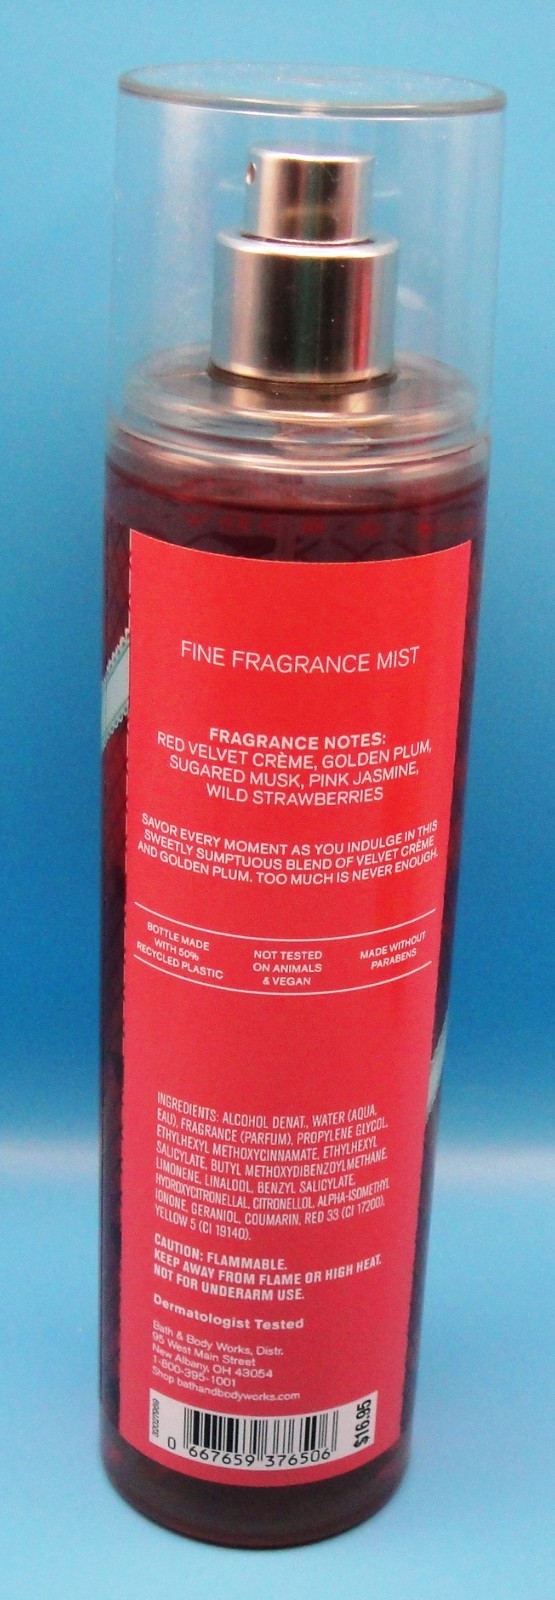 FINE FRAGRANCE MIST
FRAGRANCE NOTES:
RED VELVET CRÈME, GOLDEN PLUM,
SUGARED MUSK, PINK JASMINE,
WILD STRAWBERRIES
SAVOR EVERY MOMENT AS YOU INDULGE IN THIS
SWEETLY SUMPTUOUS BLEND OF VELVET CRÈME
AND GOLDEN PLUM. TOO MUCH IS NEVER ENOUGH.
BOTTLE MADE
WITH 50%
RECYCLED PLASTIC
NOT TESTED
ON ANIMALS
& VEGAN
MADE WITHOUT
PARABENS
INGREDIENTS: ALCOHOL DENAT., WATER (AQUA,
EAU), FRAGRANCE (PARFUM), PROPYLENE GLYCOL,
ETHYLHEXYL METHOXYCINNAMATE, ETHYLHEXYL
SALICYLATE, BUTYL METHOXYDIBENZOYLMETHANE,
LIMONENE, LINALOOL, BENZYL SALICYLATE,
HYDROXYCITRONELLAL, CITRONELLOL, ALPHA-ISOMETHYL
IONONE, GERANIOL, COUMARIN, RED 33 (CI 17200),
YELLOW 5 (CI 19140).
CAUTION: FLAMMABLE.
KEEP AWAY FROM FLAME OR HIGH HEAT.
NOT FOR UNDERARM USE.
Dermatologist Tested
Bath & Body Works, Distr.
95 West Main Street
New Albany, OH 43054
1-800-395-1001
Shop bathandbodyworks.com
0 667659 376506
$16.95